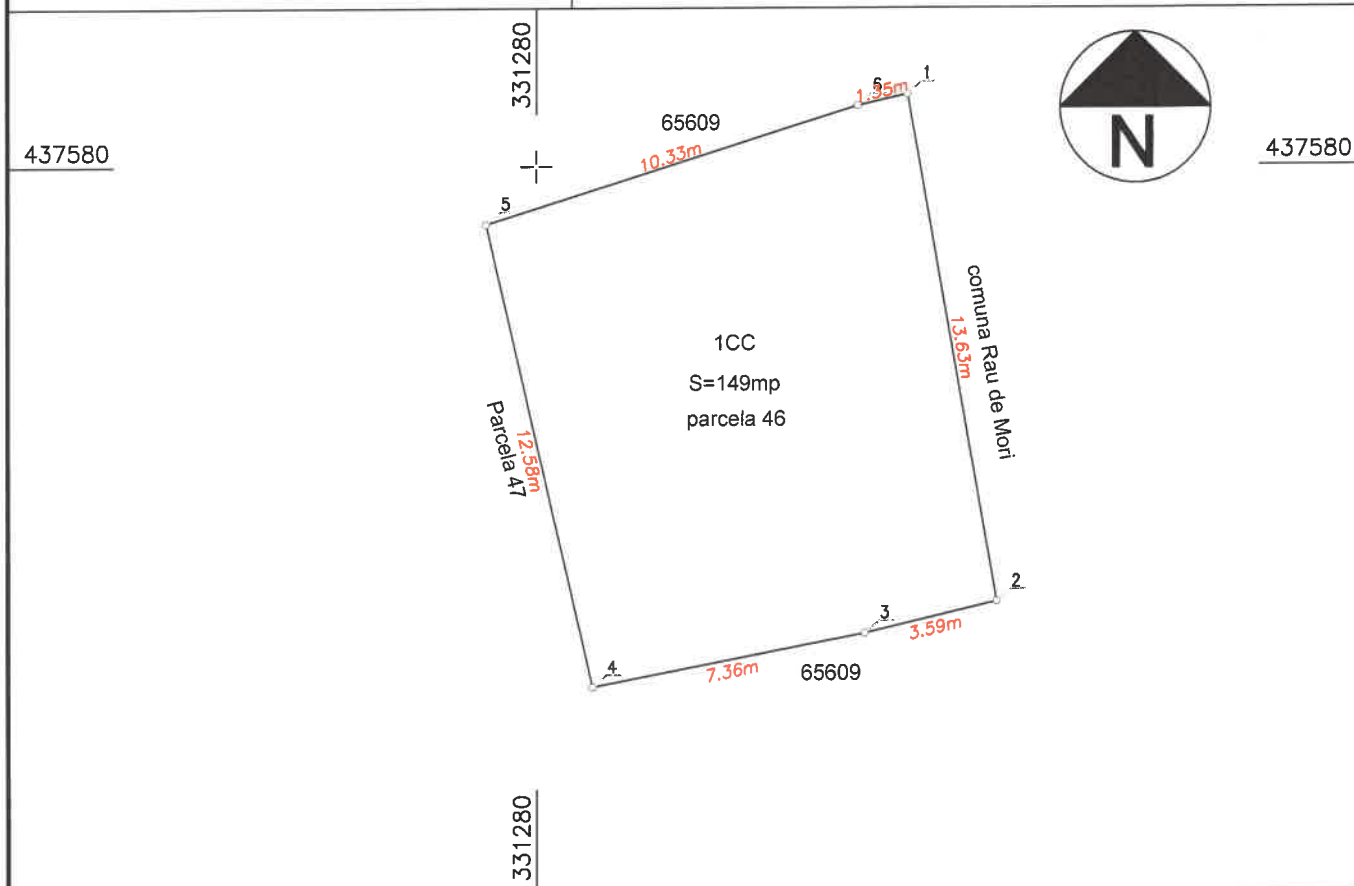 331280
6
1
1.35m
65609
437580
10.33m
N
437580
5
comuna Rau de Mori
13.63m
1CC
S=149mp
parcela 46
Parcela 47
12.58m
2
3
3.59m
4
7.36m
65609
331280